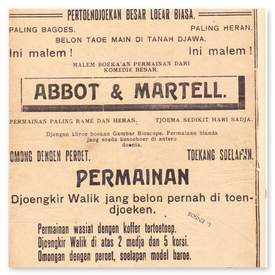 PERTOENDJOEKAN BESAR LOEAR BIASA.
PALING BAGOES. PALING HERAN.
BELON TAOE MAIN DI TANAH DJAWA.
Ini malem! Ini malem!
MALEM BOEKA'AN PERMAINAN DARI
KOMEDIE BESAR.
ABBOT & MARTELL.
PERMAINAN PALING RAME DAN HERAN. TJOEMA SEDIKIT HARI SADJA.
Djengan kliroe boekan Gambar Bioscope. Permainan blanda
jang soeda kesoehoer di antero
doenia.
OMONG DENGEN PEROET. TOEKANG SOELAPAN.
PERMAINAN
Djoengkir Walik jang belon pernah di toen-
djoeken.
Permainan wasiat dengen koffer tertoetoep.
Djoengkir Walik di atas 2 medja dan 5 korsi.
Omongan dengen peroet, soelapan model baroe.